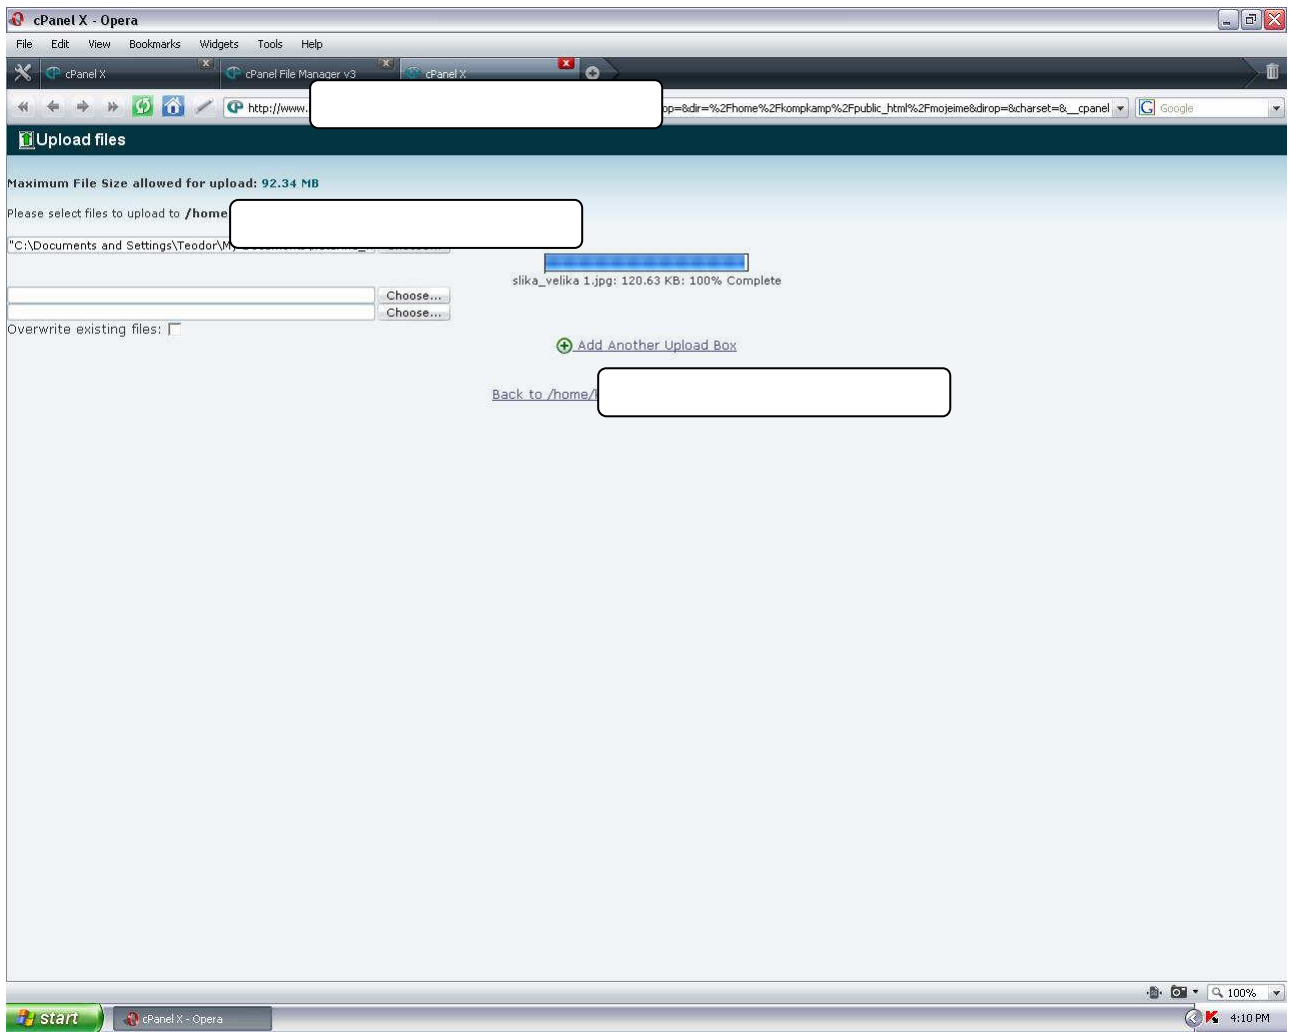 cPanel X - Opera
File Edit View Bookmarks Widgets Tools Help
cPanel X cPanel File Manager v3 cPanel X
http://www. op=&dir=%2Fhome%2Fkompkamp%2Fpublic_html%2Fmojeime&dirop=&charset=&__cpanel Google
Upload files
Maximum File Size allowed for upload: 92.34 MB
Please select files to upload to /home
"C:\Documents and Settings\Teodor\M
slika_velika 1.jpg: 120.63 KB: 100% Complete
Choose...
Choose...
Overwrite existing files:
Add Another Upload Box
Back to /home/
100%
start cPanel X - Opera 4:10 PM